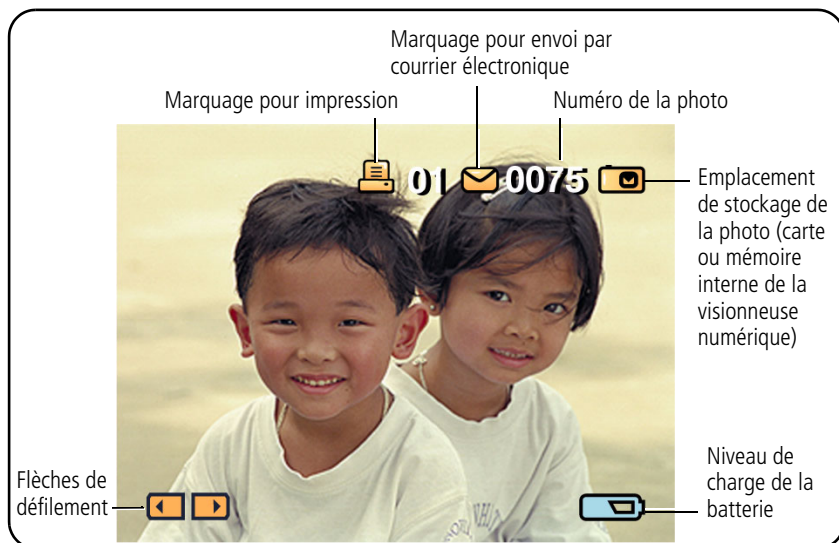 Marquage pour envoi par
courrier électronique
Marquage pour impression
Numéro de la photo
01
0075
Emplacement
de stockage de
la photo (carte
ou mémoire
interne de la
visionneuse
numérique)
Flèches de
défilement
Niveau de
charge de la
batterie